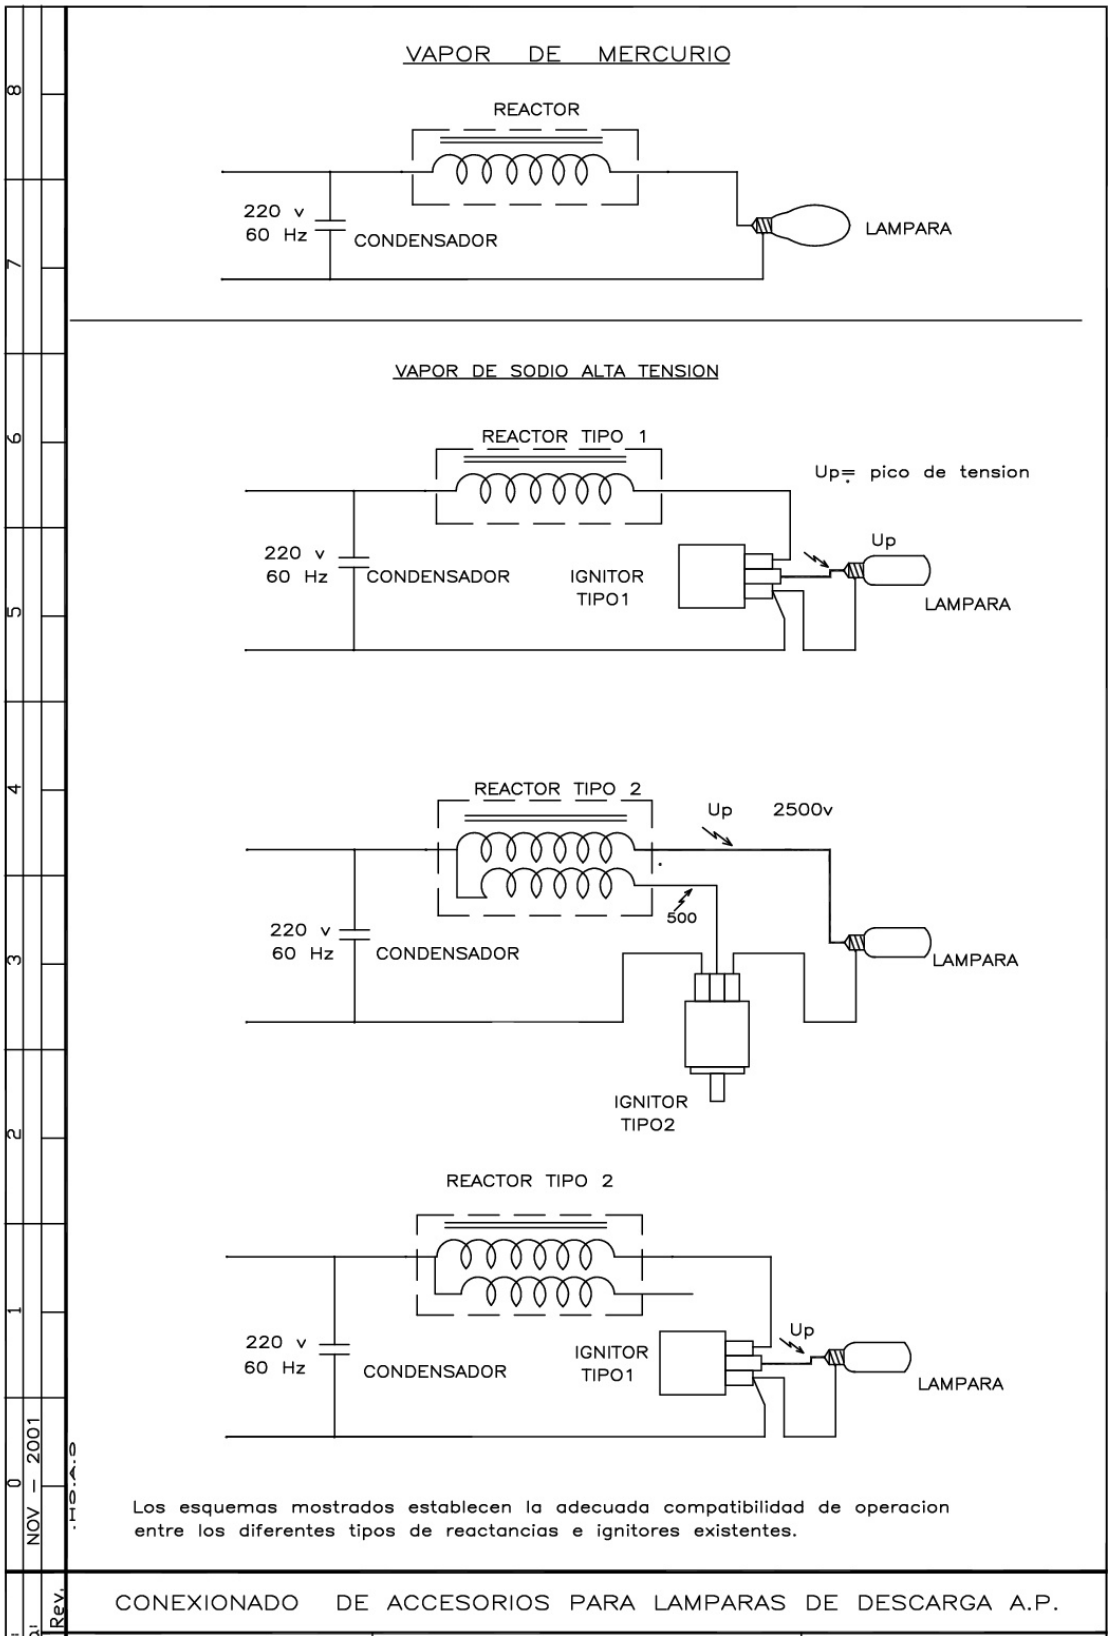 VAPOR DE MERCURIO
REACTOR
220 v
60 Hz
CONDENSADOR
LAMPARA
VAPOR DE SODIO ALTA TENSION
REACTOR TIPO 1
Up= pico de tension
220 v
60 Hz
CONDENSADOR
IGNITOR
TIPO1
Up
LAMPARA
REACTOR TIPO 2
Up 2500v
500
220 v
60 Hz
CONDENSADOR
LAMPARA
IGNITOR
TIPO2
REACTOR TIPO 2
220 v
60 Hz
CONDENSADOR
IGNITOR
TIPO1
Up
LAMPARA
Los esquemas mostrados establecen la adecuada compatibilidad de operacion
entre los diferentes tipos de reactancias e ignitores existentes.
CONEXIONADO DE ACCESORIOS PARA LAMPARAS DE DESCARGA A.P.
8
7
6
5
4
3
2
1
0
NOV – 2001
Rev.